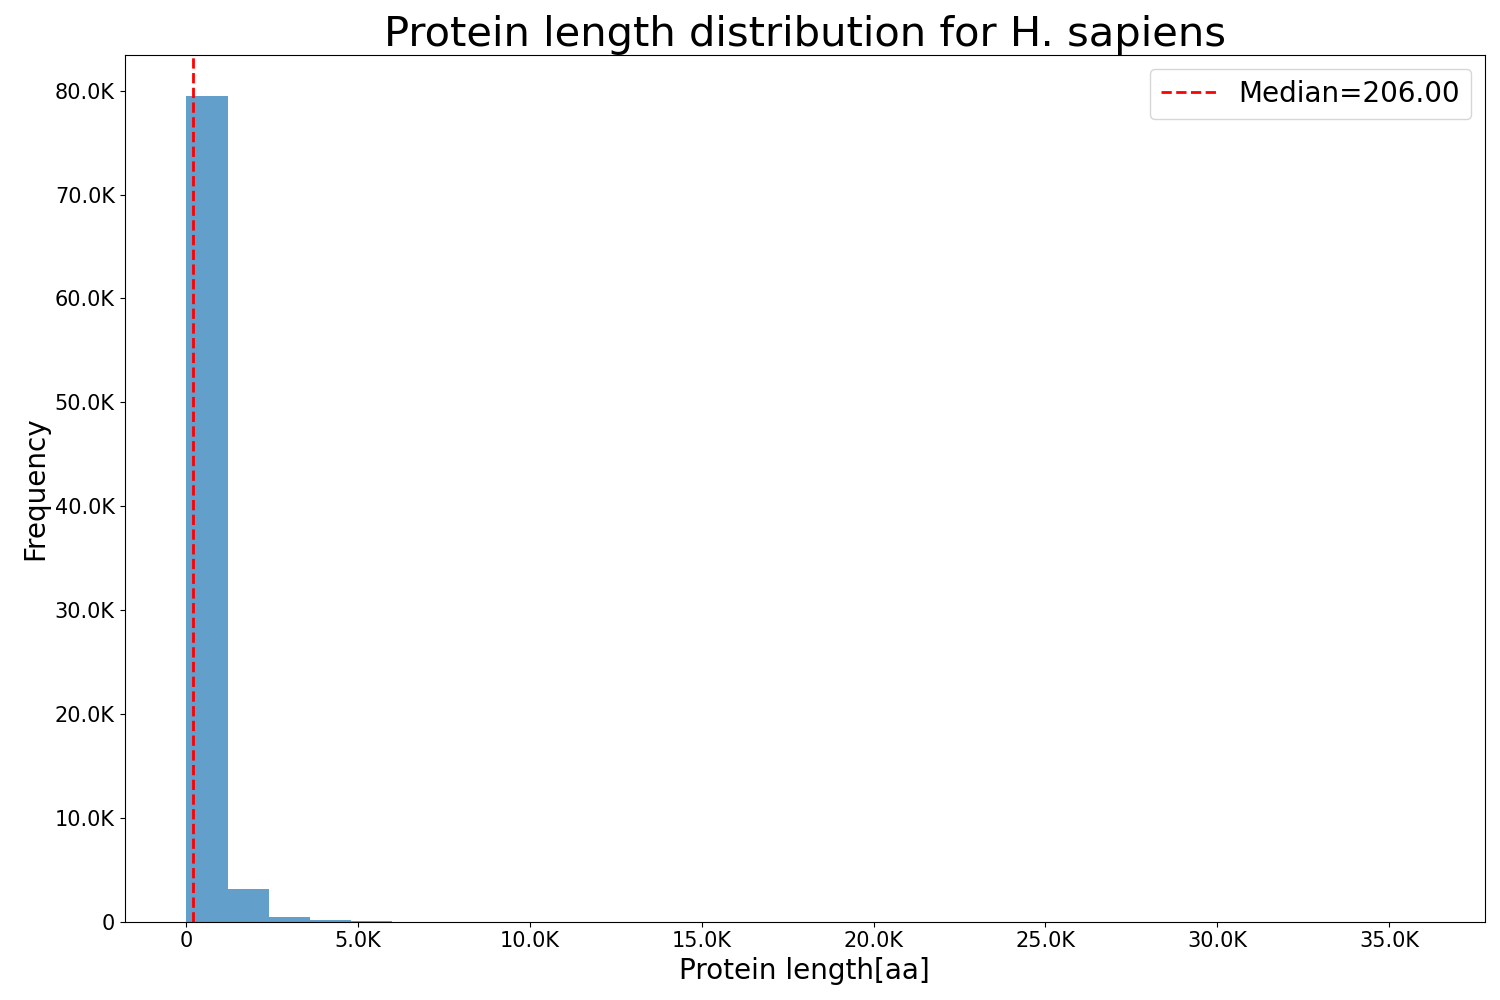 Protein length distribution for H. sapiens
Median=206.00
80.0K
70.0K
60.0K
50.0K
40.0K
30.0K
20.0K
10.0K
0
Frequency
0 5.0K 10.0K 15.0K 20.0K 25.0K 30.0K 35.0K
Protein length[aa]